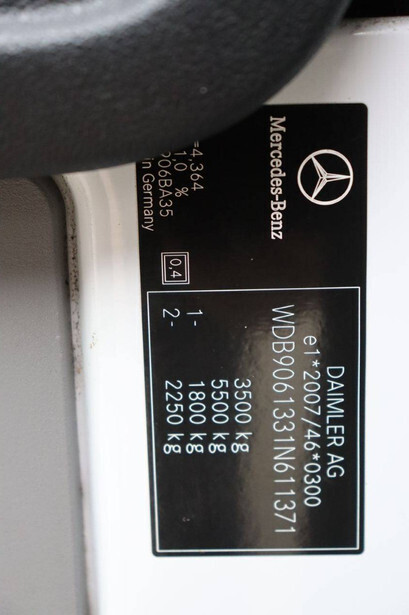 Mercedes-Benz
DAIMLER AG
e1*2007/46*0300
WDB9061331N611371
3500 kg
5500 kg
1- 1800 kg
2- 2250 kg
0,4
=4,364
1,0 %
906BA35
in Germany